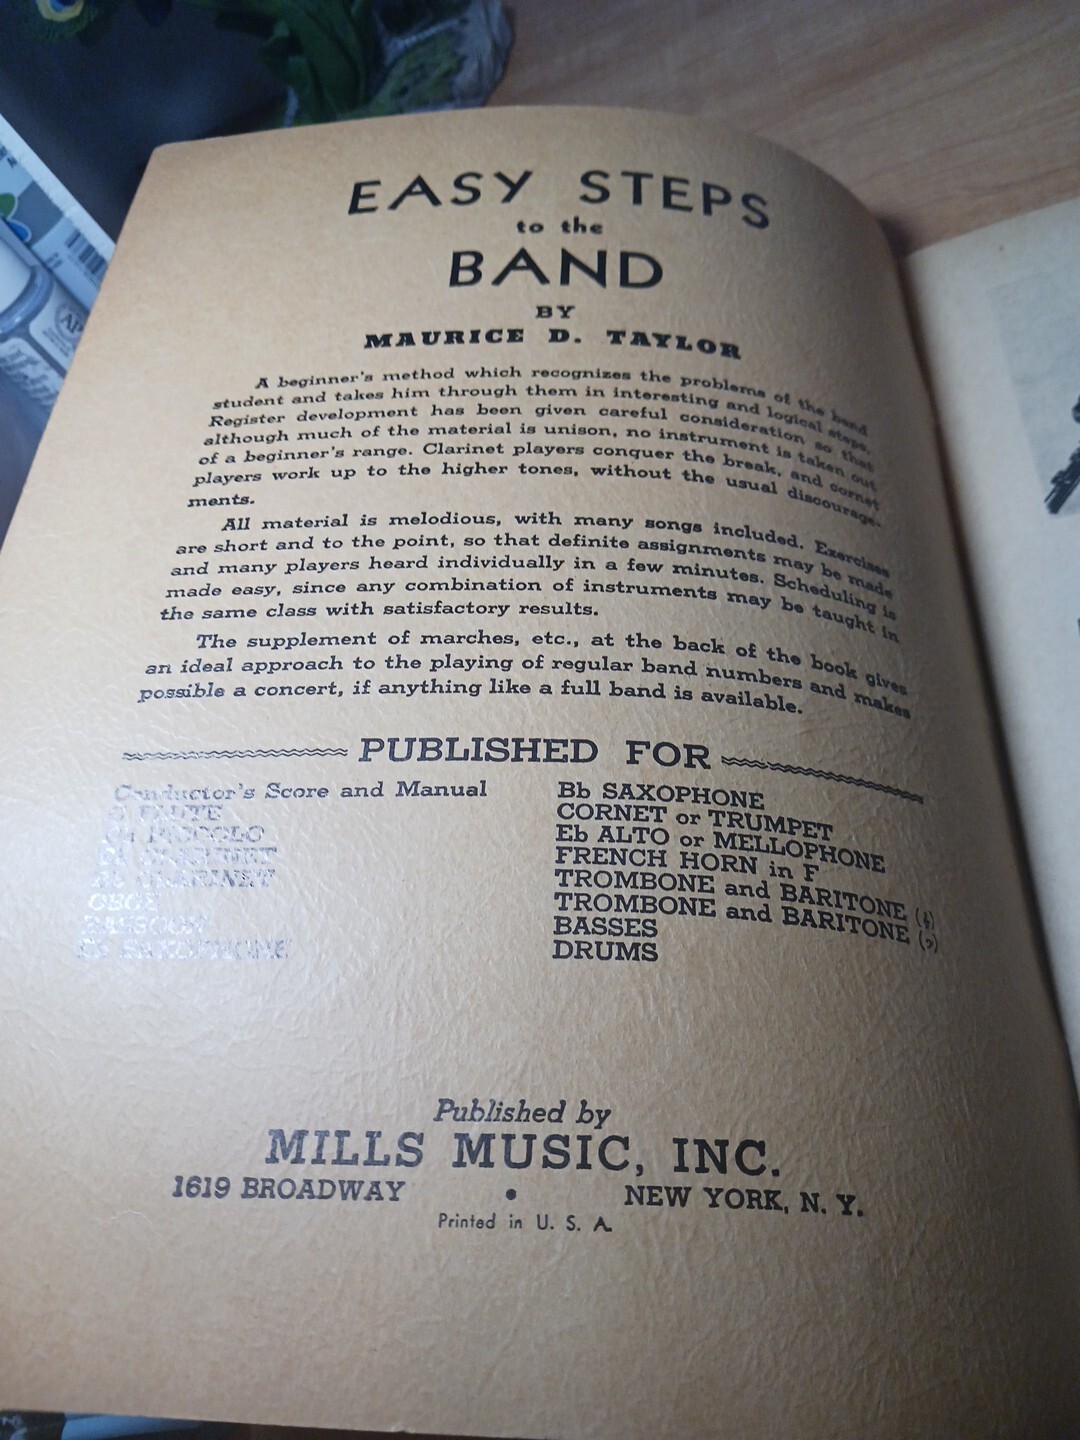 EASY STEPS
to the
BAND
BY
MAURICE D. TAYLOR
A beginner's method which recognizes the problems of the band
student and takes him through them in interesting and logical steps.
Register development has been given careful consideration so that
although much of the material is unison, no instrument is taken out
of a beginner's range. Clarinet players conquer the break, and cornet
players work up to the higher tones, without the usual discourage-
ments.
All material is melodious, with many songs included. Exercises
are short and to the point, so that definite assignments may be made
and many players heard individually in a few minutes. Scheduling is
made easy, since any combination of instruments may be taught in
the same class with satisfactory results.
The supplement of marches, etc., at the back of the book gives
an ideal approach to the playing of regular band numbers and makes
possible a concert, if anything like a full band is available.
PUBLISHED FOR
Conductor's Score and Manual
FLUTE
PICCOLO
CLARINET
CLARINET
OBOE
BASSOON
SAXOPHONE
Bb SAXOPHONE
CORNET or TRUMPET
Eb ALTO or MELLOPHONE
FRENCH HORN in F
TROMBONE and BARITONE
TROMBONE and BARITONE
BASSES
DRUMS
Published by
MILLS MUSIC, INC.
1619 BROADWAY • NEW YORK, N. Y.
Printed in U. S. A.